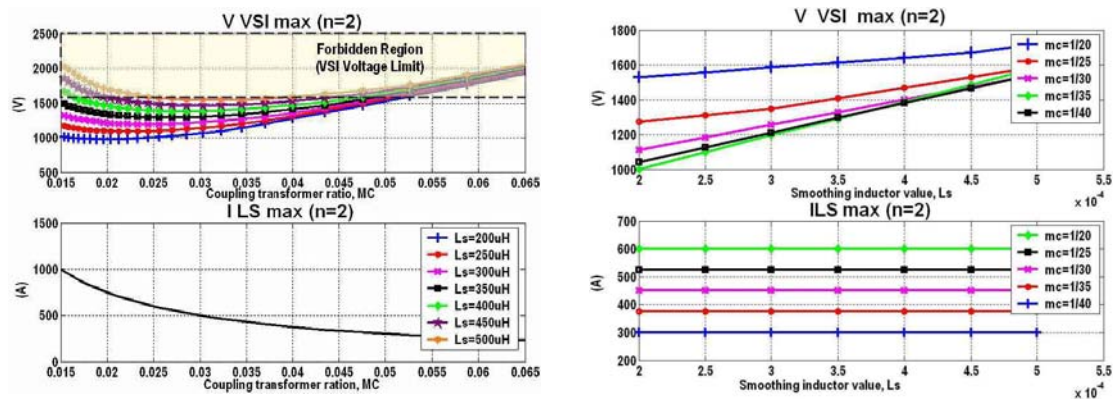 V VSI max (n=2)
2500
2000
1500
1000
500
(V)
Forbidden Region
(VSI Voltage Limit)
0.015 0.02 0.025 0.03 0.035 0.04 0.045 0.05 0.055 0.06 0.065
Coupling transformer ratio, MC
I LS max (n=2)
1500
1000
500
0
(A)
Ls=200uH
Ls=250uH
Ls=300uH
Ls=350uH
Ls=400uH
Ls=450uH
Ls=500uH
0.015 0.02 0.025 0.03 0.035 0.04 0.045 0.05 0.055 0.06 0.065
Coupling transformer ration, MC
V VSI max (n=2)
1800
1600
1400
1200
1000
(V)
mc=1/20
mc=1/25
mc=1/30
mc=1/35
mc=1/40
2 2.5 3 3.5 4 4.5 5 5.5
Smoothing inductor value, Ls
x 10⁻⁴
ILS max (n=2)
700
600
500
400
300
200
(A)
mc=1/20
mc=1/25
mc=1/30
mc=1/35
mc=1/40
2 2.5 3 3.5 4 4.5 5 5.5
Smoothing inductor value, Ls
x 10⁻⁴